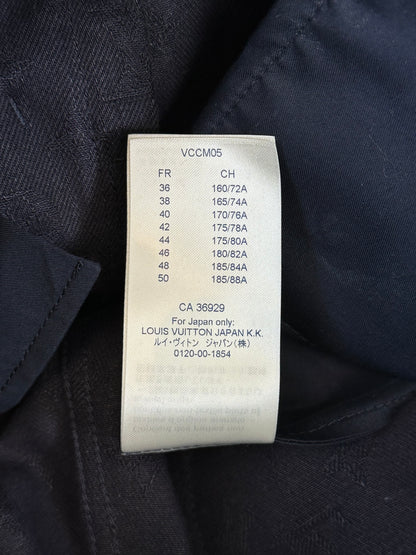 VCCM05
FR CH
36 160/72A
38 165/74A
40 170/76A
42 175/78A
44 175/80A
46 180/82A
48 185/84A
50 185/88A
CA 36929
For Japan only:
LOUIS VUITTON JAPAN K.K.
ルイ・ヴィトン ジャパン(株)
0120-00-1854